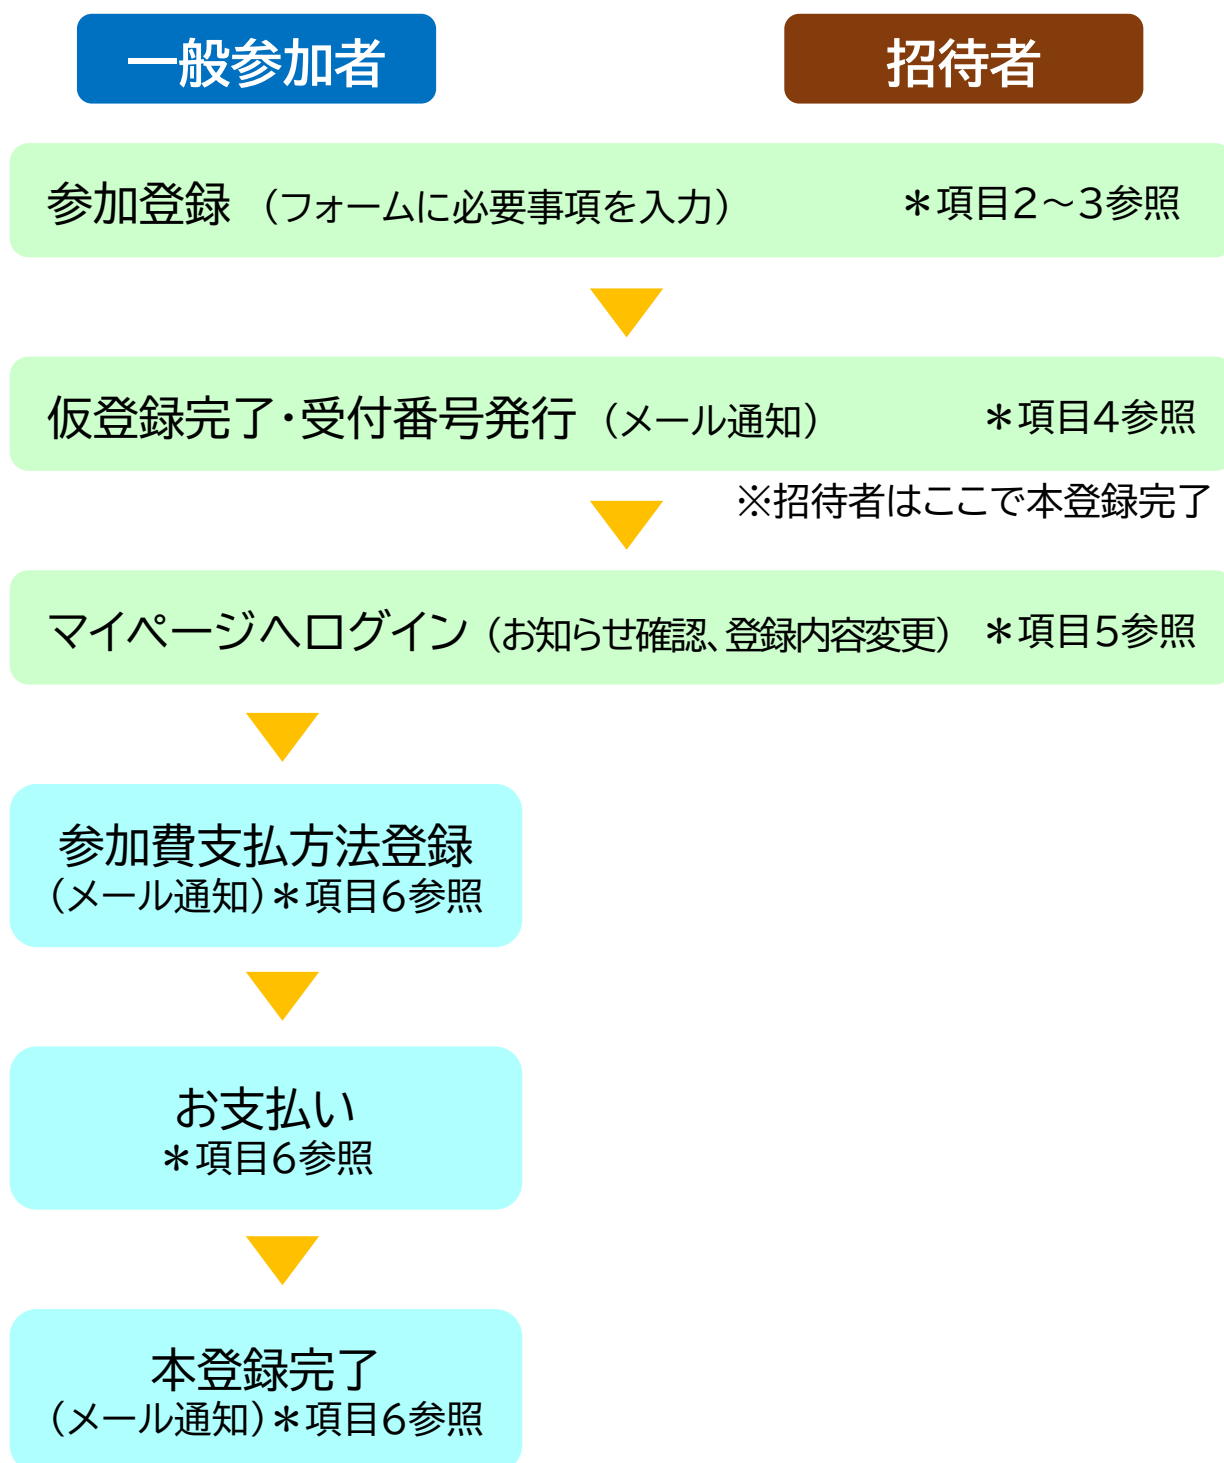 一般参加者
招待者
参加登録 （フォームに必要事項を入力） ＊項目２～３参照
仮登録完了・受付番号発行 （メール通知） ＊項目４参照
※招待者はここで本登録完了
マイページへログイン （お知らせ確認、登録内容変更） ＊項目５参照
参加費支払方法登録
（メール通知）＊項目６参照
お支払い
＊項目６参照
本登録完了
（メール通知）＊項目６参照